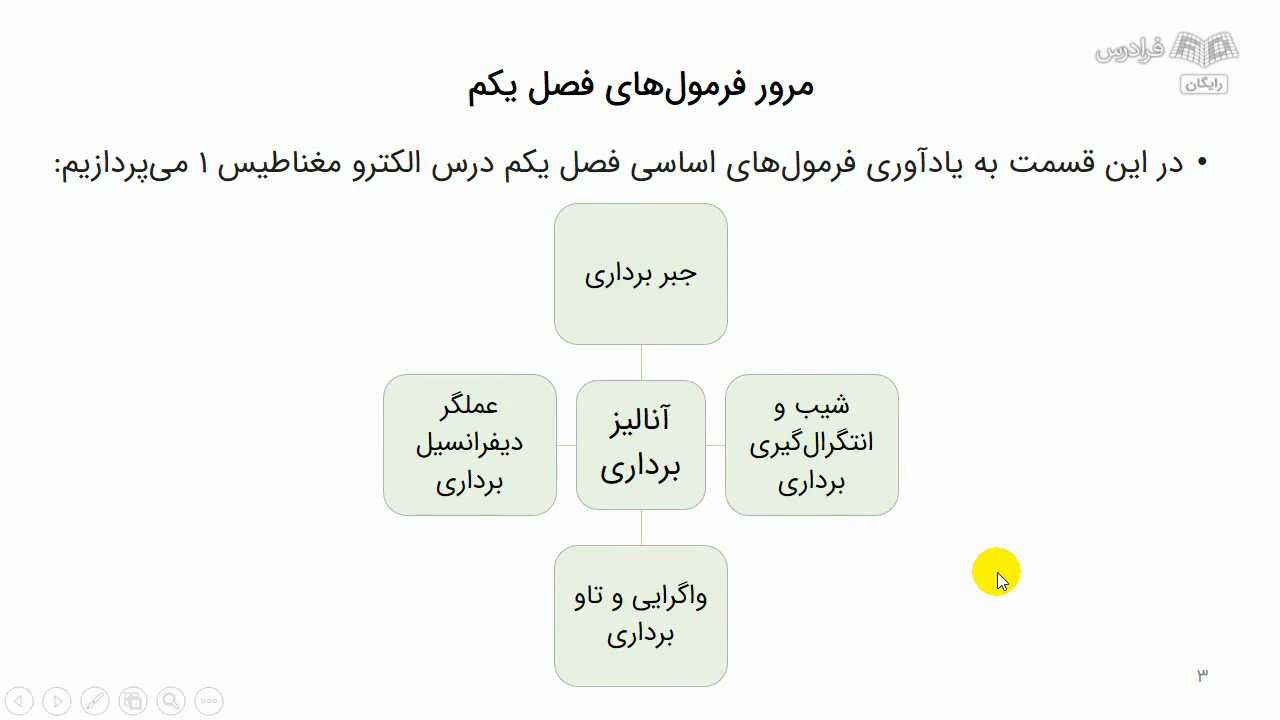 فرادرس
رایگان
مرور فرمول‌های فصل یکم
• در این قسمت به یادآوری فرمول‌های اساسی فصل یکم درس الکترو مغناطیس ۱ می‌پردازیم:
جبر برداری
شیب و
انتگرال‌گیری
برداری
آنالیز
برداری
عملگر
دیفرانسیل
برداری
واگرایی و تاو
برداری
۳